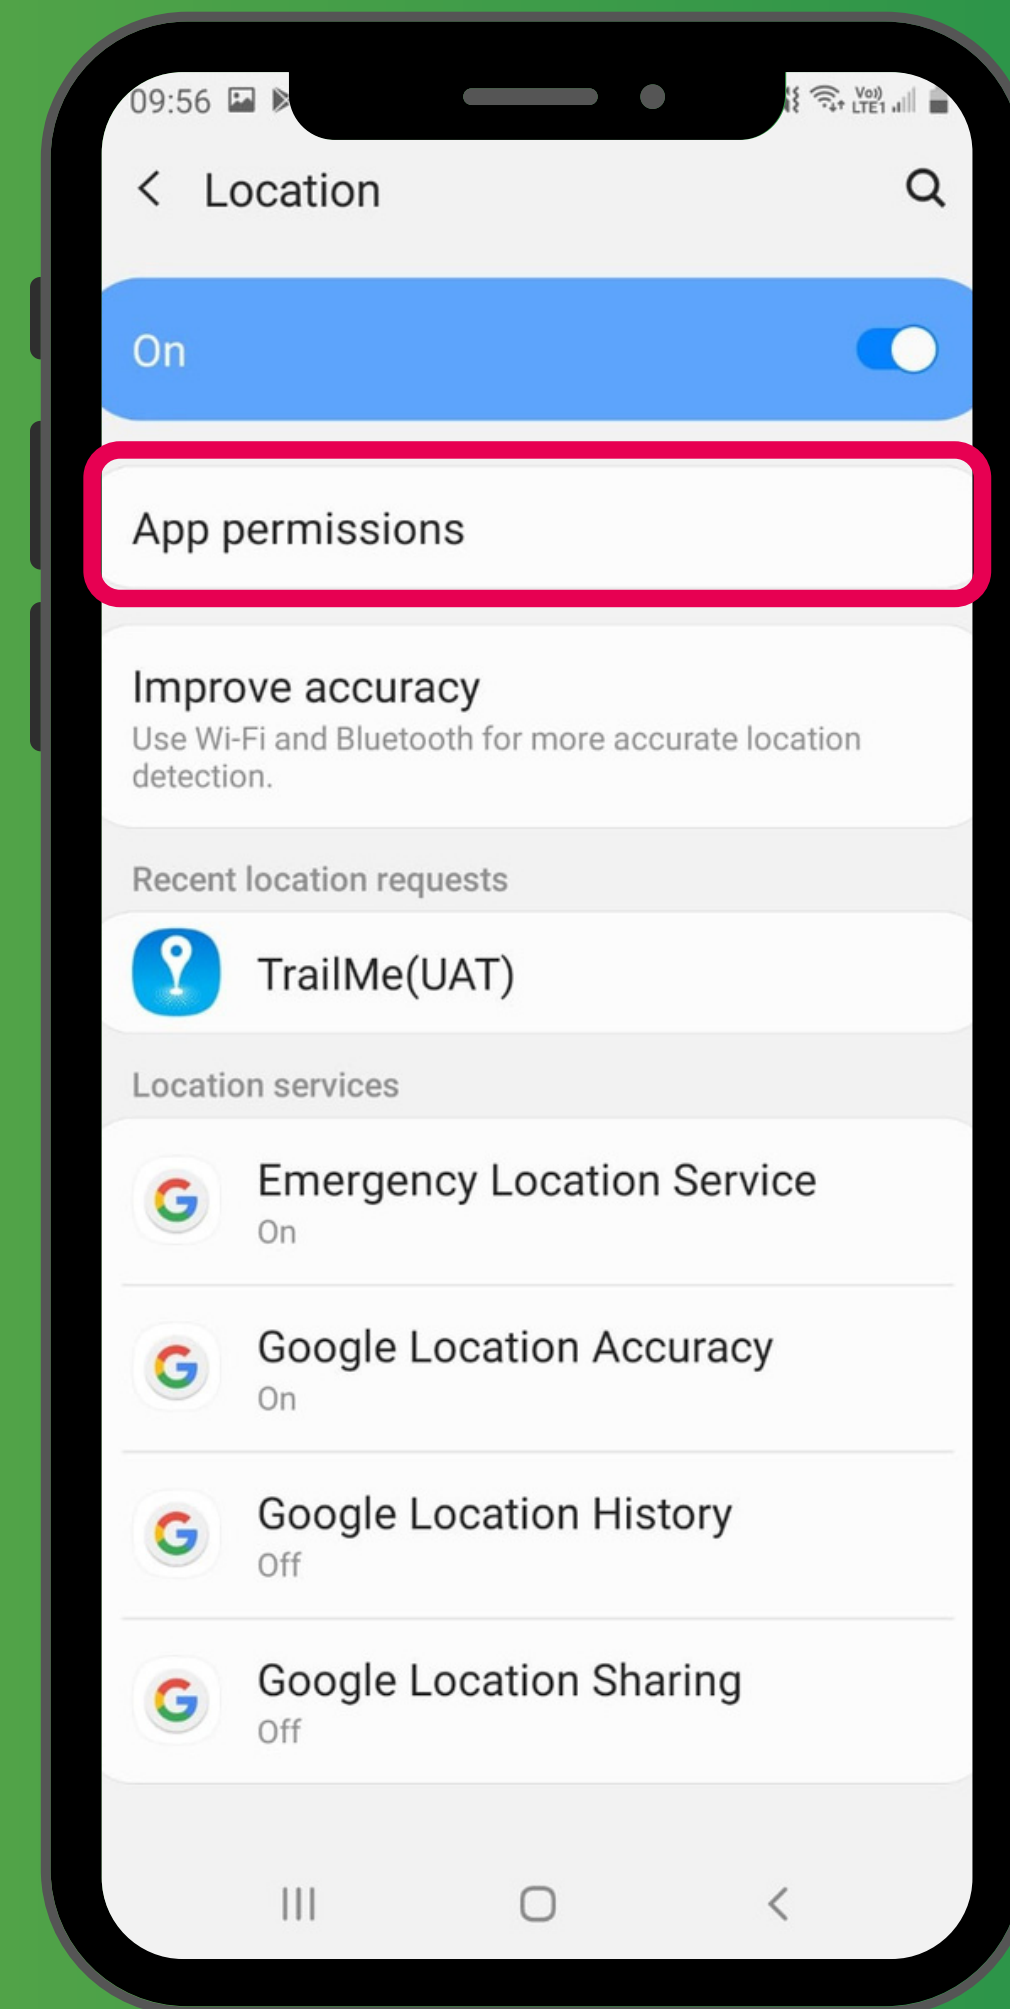 09:56
Vo))
LTE1
Location
On
App permissions
Improve accuracy
Use Wi-Fi and Bluetooth for more accurate location
detection.
Recent location requests
TrailMe(UAT)
Location services
Emergency Location Service
On
Google Location Accuracy
On
Google Location History
Off
Google Location Sharing
Off